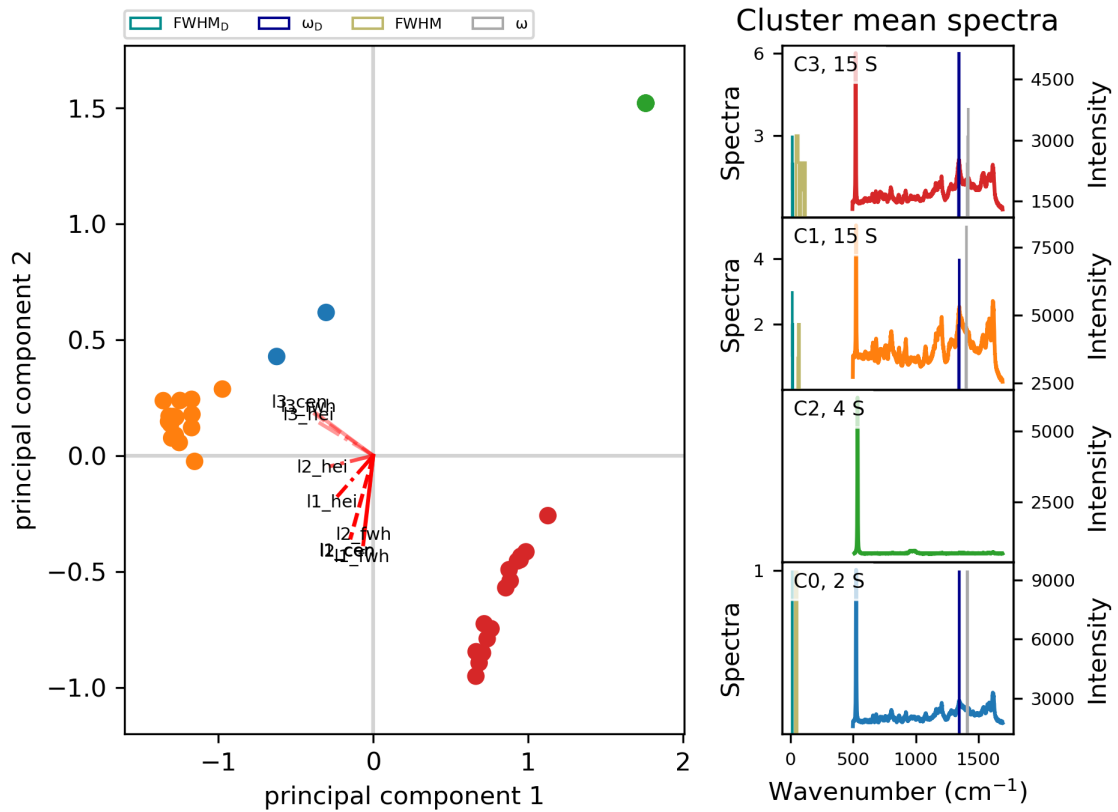 FWHM_D ω_D FWHM ω
Cluster mean spectra
principal component 2
1.5
1.0
0.5
0.0
−0.5
−1.0
−1
0
1
2
principal component 1
l3_cen
l3_fwh
l3_hei
l2_hei
l1_hei
l2_fwh
l2_cen
l1_fwh
C3, 15 S
6
3
Spectra
4500
3000
1500
Intensity
C1, 15 S
4
2
Spectra
7500
5000
2500
Intensity
C2, 4 S
Spectra
5000
2500
Intensity
C0, 2 S
1
Spectra
9000
6000
3000
Intensity
0 500 1000 1500
Wavenumber (cm⁻¹)